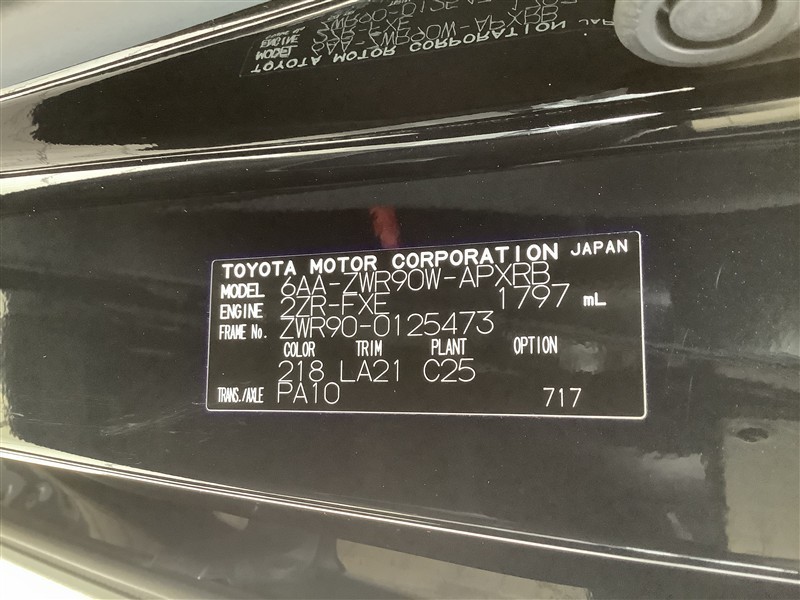 TOYOTA MOTOR CORPORATION JAPAN
MODEL 6AA-ZWR90W-APXRB
ENGINE 2ZR-FXE 1797 mL
FRAME No. ZWR90-0125473
COLOR TRIM PLANT OPTION
218 LA21 C25
TRANS./AXLE PA10 717